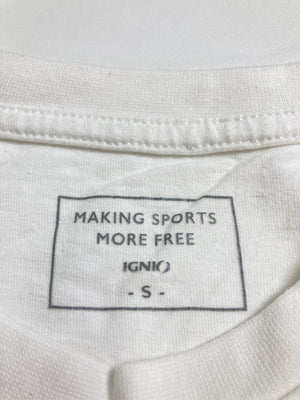 MAKING SPORTS
MORE FREE
IGNIO
- S -